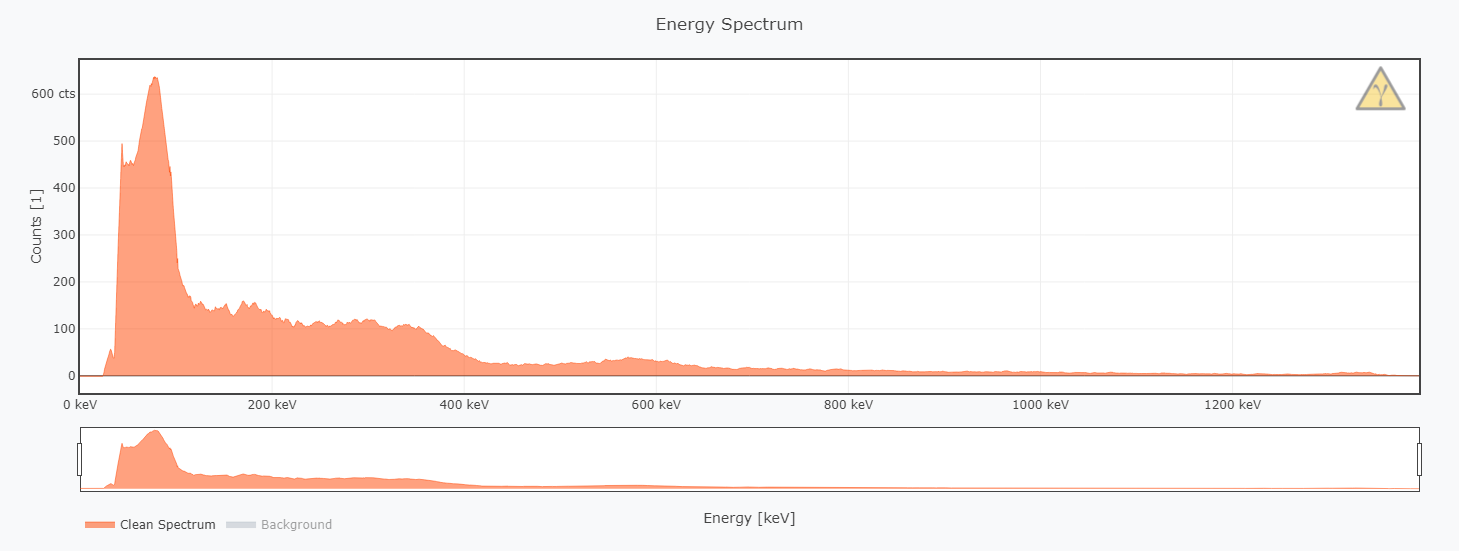 Energy Spectrum
600 cts
500
400
300
200
100
0
Counts [1]
0 keV 200 keV 400 keV 600 keV 800 keV 1000 keV 1200 keV
γ
Energy [keV]
Clean Spectrum Background